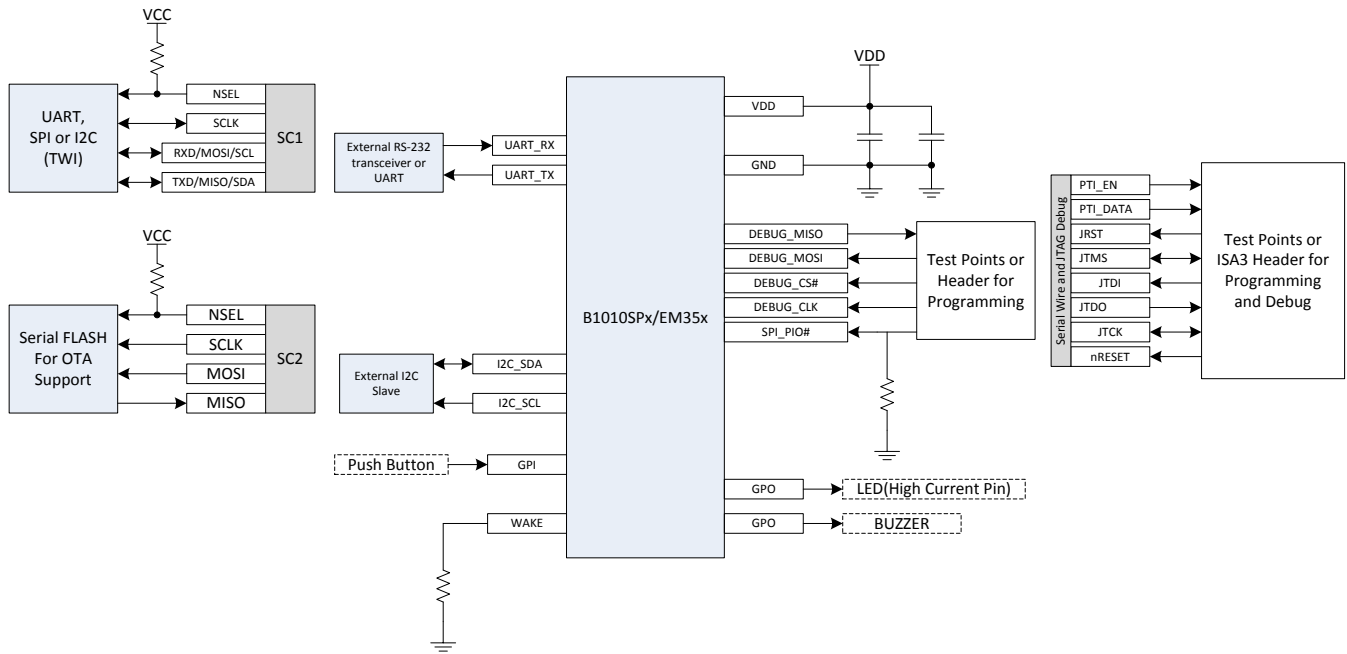 VCC
UART,
SPI or I2C
(TWI)
NSEL
SCLK
RXD/MOSI/SCL
TXD/MISO/SDA
SC1
VCC
Serial FLASH
For OTA
Support
NSEL
SCLK
MOSI
MISO
SC2
External RS-232
transceiver or
UART
UART_RX
UART_TX
External I2C
Slave
I2C_SDA
I2C_SCL
Push Button
GPI
WAKE
B1010SPx/EM35x
VDD
VDD
GND
DEBUG_MISO
DEBUG_MOSI
DEBUG_CS#
DEBUG_CLK
SPI_PIO#
Test Points or
Header for
Programming
GPO
LED(High Current Pin)
GPO
BUZZER
Serial Wire and JTAG Debug
PTI_EN
PTI_DATA
JRST
JTMS
JTDI
JTDO
JTCK
nRESET
Test Points or
ISA3 Header for
Programming
and Debug